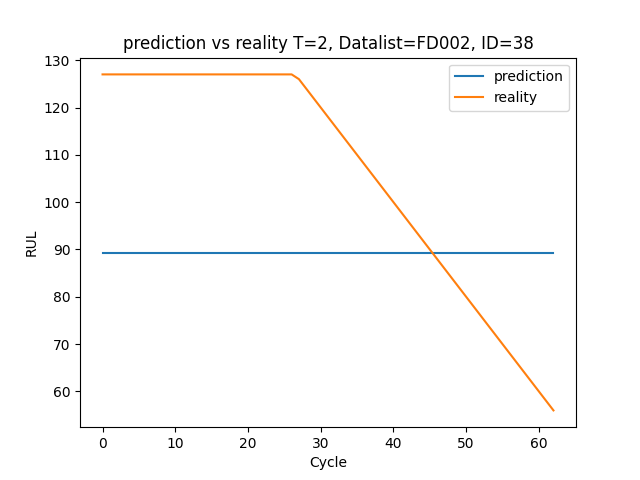 prediction vs reality T=2, Datalist=FD002, ID=38
prediction
reality
130
120
110
100
90
80
70
60
RUL
0 10 20 30 40 50 60
Cycle